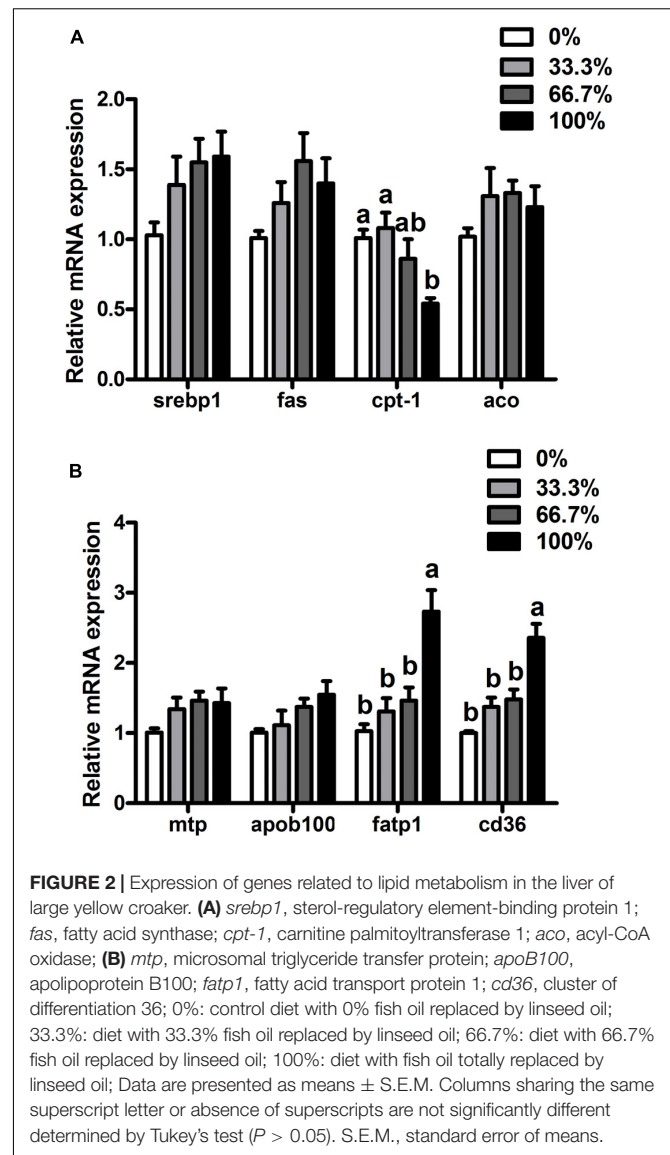 A
0%
33.3%
66.7%
100%
Relative mRNA expression
2.0
1.5
1.0
0.5
0.0
a
a
ab
b
srebp1 fas cpt-1 aco
B
0%
33.3%
66.7%
100%
Relative mRNA expression
4
3
2
1
0
b
b
b
a
b
b
b
a
mtp apob100 fatp1 cd36
FIGURE 2 | Expression of genes related to lipid metabolism in the liver of
large yellow croaker. (A) srebp1, sterol-regulatory element-binding protein 1;
fas, fatty acid synthase; cpt-1, carnitine palmitoyltransferase 1; aco, acyl-CoA
oxidase; (B) mtp, microsomal triglyceride transfer protein; apoB100,
apolipoprotein B100; fatp1, fatty acid transport protein 1; cd36, cluster of
differentiation 36; 0%: control diet with 0% fish oil replaced by linseed oil;
33.3%: diet with 33.3% fish oil replaced by linseed oil; 66.7%: diet with 66.7%
fish oil replaced by linseed oil; 100%: diet with fish oil totally replaced by
linseed oil; Data are presented as means ± S.E.M. Columns sharing the same
superscript letter or absence of superscripts are not significantly different
determined by Tukey's test (P > 0.05). S.E.M., standard error of means.